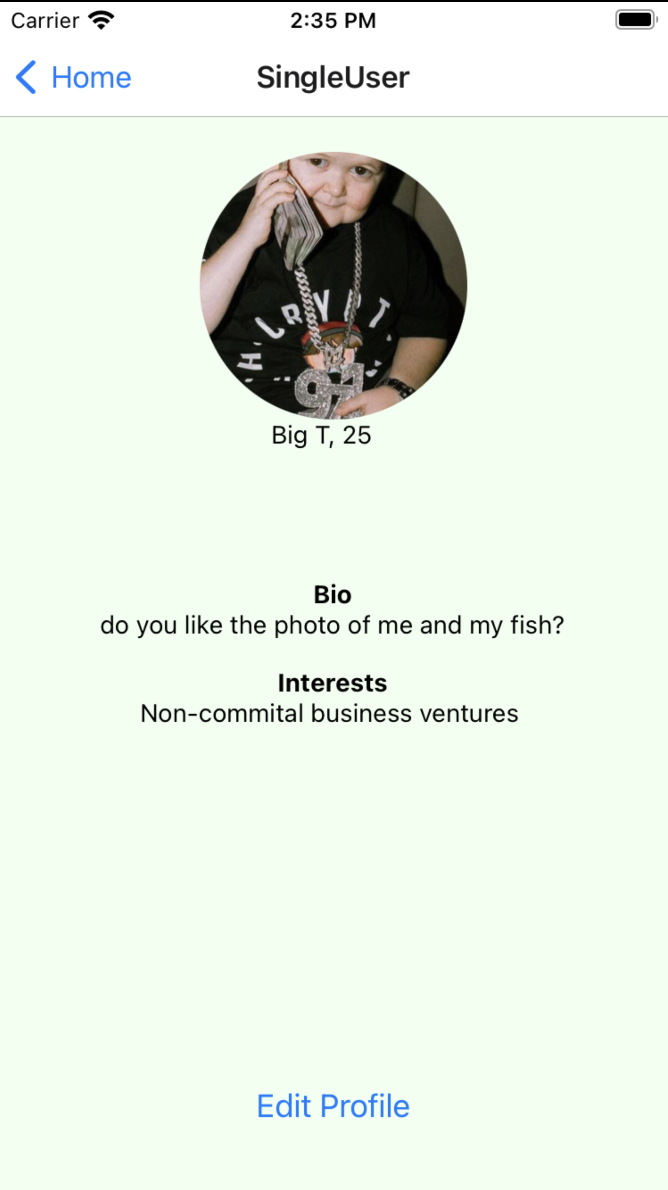 Carrier
2:35 PM
Home
SingleUser
H.CRYPT.
Big T, 25
Bio
do you like the photo of me and my fish?
Interests
Non-commital business ventures
Edit Profile